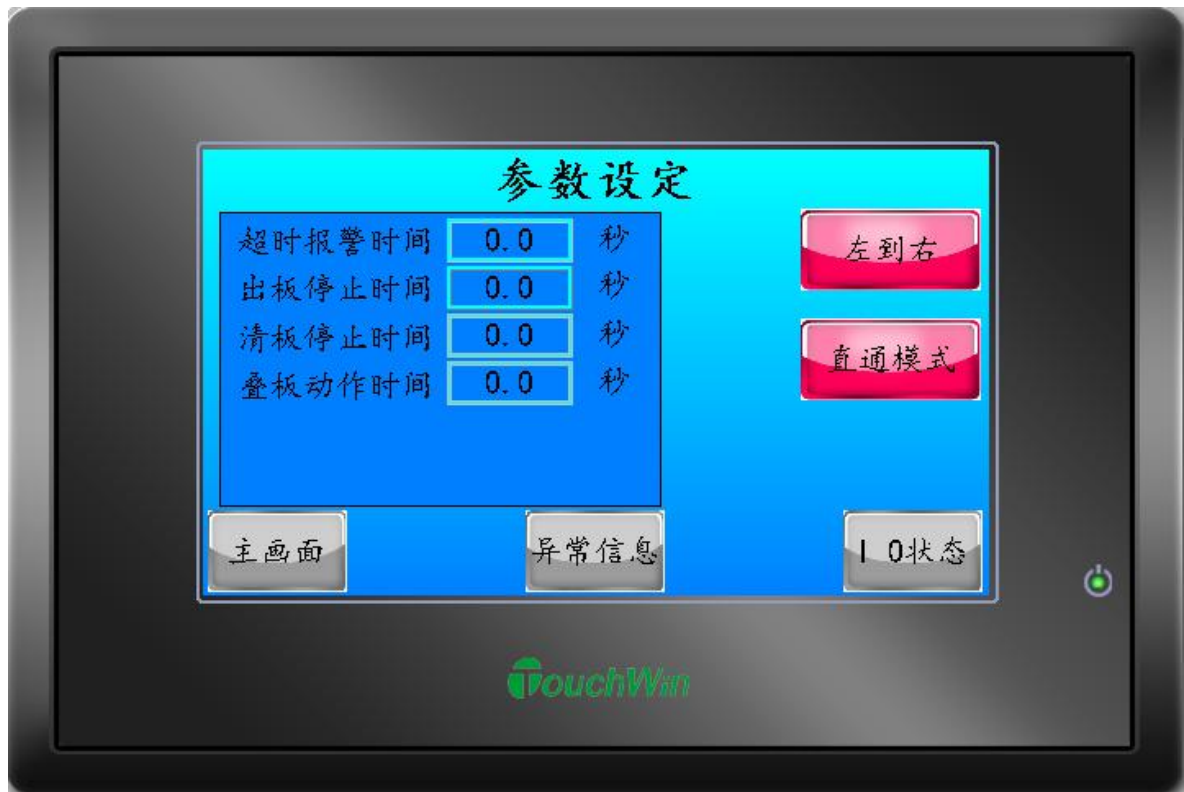 参数设定
超时报警时间 0.0 秒
出板停止时间 0.0 秒
清板停止时间 0.0 秒
叠板动作时间 0.0 秒
左到右
直通模式
主画面 异常信息 I O状态
TouchWin